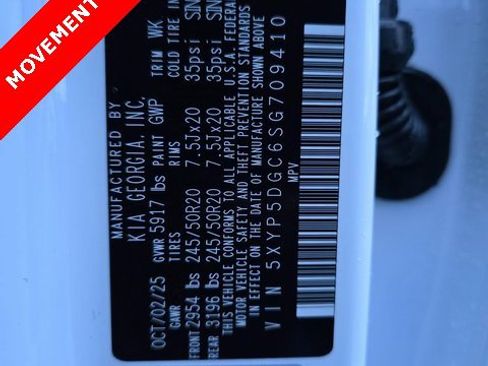 MOVEMENT
MANUFACTURED BY
KIA GEORGIA, INC.
OCT/02/25 GVWR 5917 lbs PAINT GWP TRIM WK
GAWR TIRES RIMS COLD TIRE
FRONT 2954 lbs 245/50R20 7.5Jx20 35psi SIN
REAR 3196 lbs 245/50R20 7.5Jx20 35psi SIN
THIS VEHICLE CONFORMS TO ALL APPLICABLE U.S.A. FEDERAL
MOTOR VEHICLE SAFETY AND THEFT PREVENTION STANDARDS
IN EFFECT ON THE DATE OF MANUFACTURE SHOWN ABOVE
VIN 5XYP5DGC6SG709410
MPV